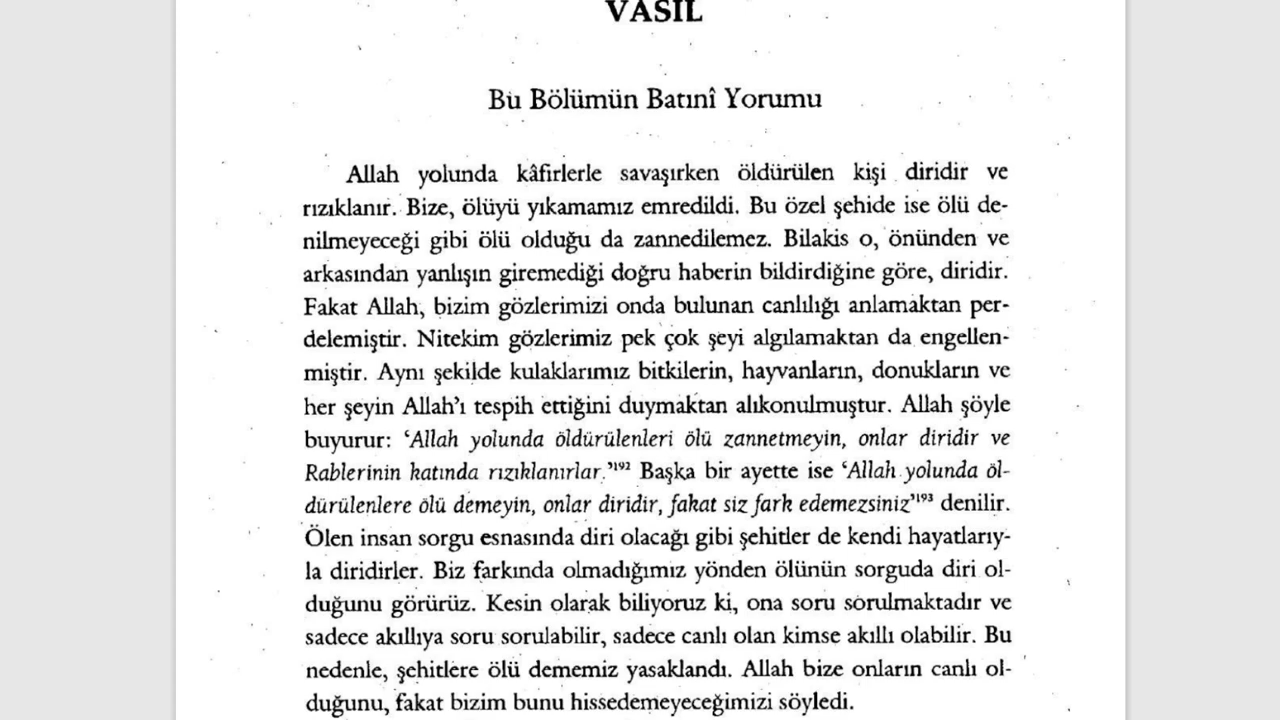 VASIL
Bu Bölümün Batınî Yorumu
Allah yolunda kâfirlerle savaşırken öldürülen kişi diridir ve
rızıklanır. Bize, ölüyü yıkamamız emredildi. Bu özel şehide ise ölü de-
nilmeyeceği gibi ölü olduğu da zannedilemez. Bilakis o, önünden ve
arkasından yanlışın giremediği doğru haberin bildirdiğine göre, diridir.
Fakat Allah, bizim gözlerimizi onda bulunan canlılığı anlamaktan per-
delemiştir. Nitekim gözlerimiz pek çok şeyi algılamaktan da engellen-
miştir. Aynı şekilde kulaklarımız bitkilerin, hayvanların, donukların ve
her şeyin Allah’ı tespih ettiğini duymaktan alıkonulmuştur. Allah şöyle
buyurur: ‘Allah yolunda öldürülenleri ölü zannetmeyin, onlar diridir ve
Rablerinin katında rızıklanırlar.’¹⁹² Başka bir ayette ise ‘Allah yolunda öl-
dürülenlere ölü demeyin, onlar diridir, fakat siz fark edemezsiniz’¹⁹³ denilir.
Ölen insan sorgu esnasında diri olacağı gibi şehitler de kendi hayatlarıy-
la diridirler. Biz farkında olmadığımız yönden ölünün sorguda diri ol-
duğunu görürüz. Kesin olarak biliyoruz ki, ona soru sorulmaktadır ve
sadece akıllıya soru sorulabilir, sadece canlı olan kimse akıllı olabilir. Bu
nedenle, şehitlere ölü dememiz yasaklandı. Allah bize onların canlı ol-
duğunu, fakat bizim bunu hissedemeyeceğimizi söyledi.